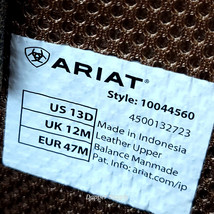 ARIAT
Style: 10044560
4500132723
US 13D
UK 12M
EUR 47M
Made in Indonesia
Leather Upper
Balance Manmade
Pat. Info: ariat.com/ip